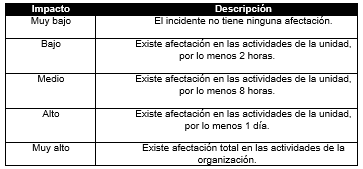 Impacto Descripción
Muy bajo El incidente no tiene ninguna afectación.
Bajo Existe afectación en las actividades de la unidad,
por lo menos 2 horas.
Medio Existe afectación en las actividades de la unidad,
por lo menos 8 horas.
Alto Existe afectación en las actividades de la unidad,
por lo menos 1 día.
Muy alto Existe afectación total en las actividades de la
organización.